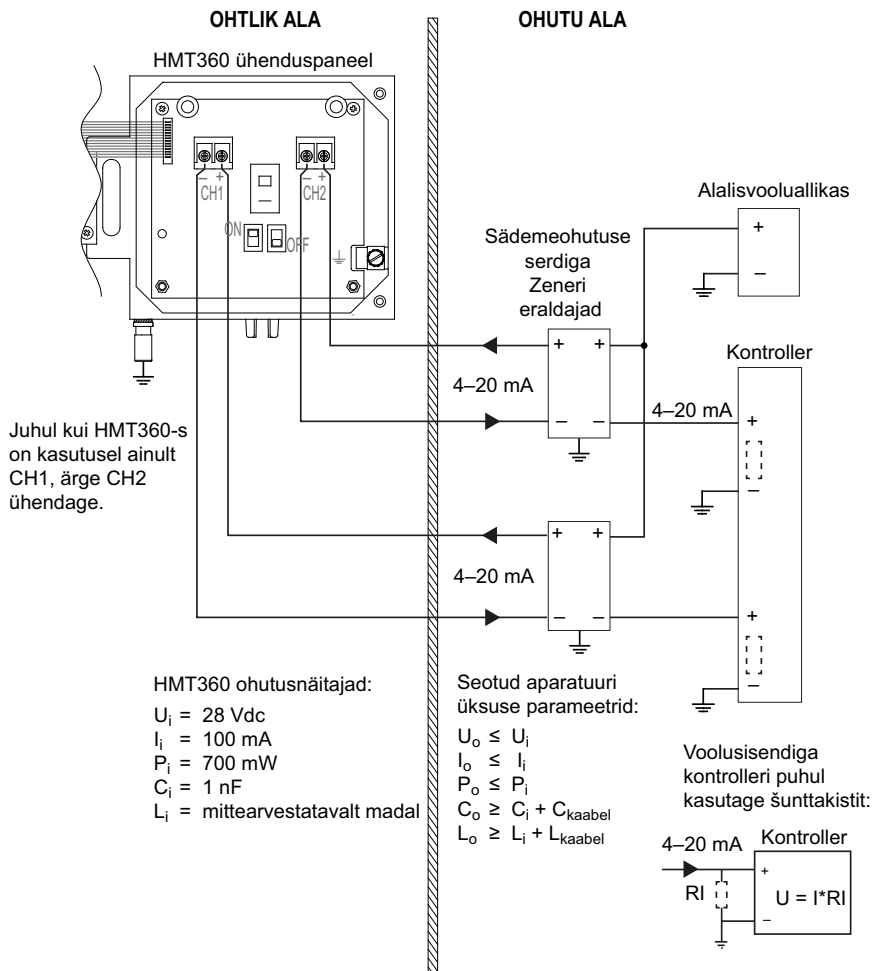 OHTLIK ALA
OHUTU ALA
HMT360 ühenduspaneel
– +
CH1
– +
CH2
ON
OFF
Juhul kui HMT360-s
on kasutusel ainult
CH1, ärge CH2
ühendage.
Sädemeohutuse
serdiga
Zeneri
eraldajad
Alalisvooluallikas
+
–
+ +
4–20 mA
– –
Kontroller
4–20 mA
+
–
+ +
4–20 mA
– –
+
–
HMT360 ohutusnäitajad:
Uᵢ = 28 Vdc
Iᵢ = 100 mA
Pᵢ = 700 mW
Cᵢ = 1 nF
Lᵢ = mittearvestatavalt madal
Seotud aparatuuri
üksuse parameetrid:
Uₒ ≤ Uᵢ
Iₒ ≤ Iᵢ
Pₒ ≤ Pᵢ
Cₒ ≥ Cᵢ + Ckaabel
Lₒ ≥ Lᵢ + Lkaabel
Voolusisendiga
kontrolleri puhul
kasutage šunttakistit:
4–20 mA
Kontroller
RI
+
U = I*RI
–